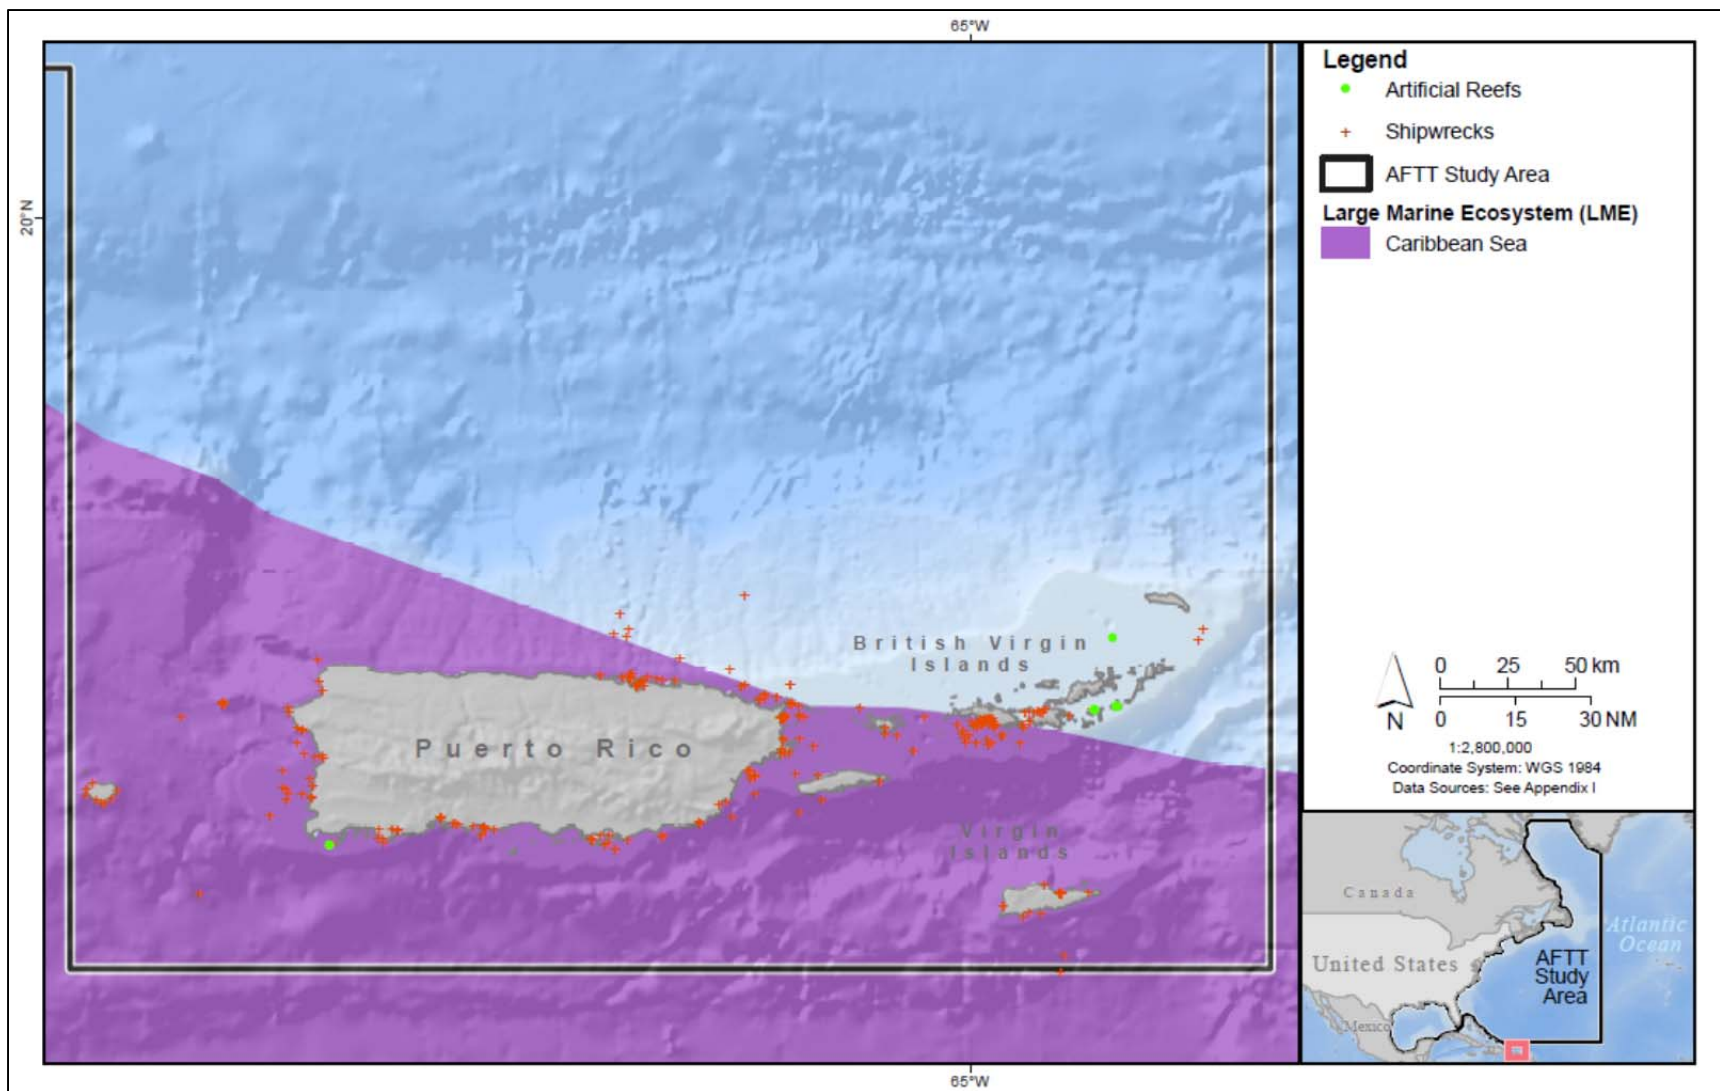 65°W
20°N
British Virgin
Islands
Puerto Rico
Virgin
Islands
65°W
Legend
Artificial Reefs
Shipwrecks
AFTT Study Area
Large Marine Ecosystem (LME)
Caribbean Sea
0 25 50 km
N
0 15 30 NM
1:2,800,000
Coordinate System: WGS 1984
Data Sources: See Appendix I
Canada
Atlantic
Ocean
United States
AFTT
Study
Area
Mexico